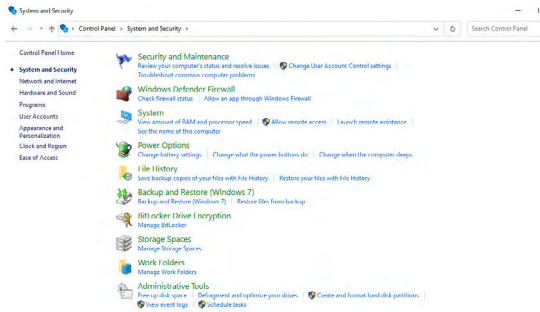 System and Security
Control Panel > System and Security >
Search Control Panel
Control Panel Home
System and Security
Network and Internet
Hardware and Sound
Programs
User Accounts
Appearance and
Personalization
Clock and Region
Ease of Access
Security and Maintenance
Review your computer's status and resolve issues | Change User Account Control settings |
Troubleshoot common computer problems
Windows Defender Firewall
Check firewall status | Allow an app through Windows Firewall
System
View amount of RAM and processor speed | Allow remote access | Launch remote assistance |
See the name of this computer
Power Options
Change battery settings | Change what the power buttons do | Change when the computer sleeps
File History
Save backup copies of your files with File History | Restore your files with File History
Backup and Restore (Windows 7)
Backup and Restore (Windows 7) | Restore files from backup
BitLocker Drive Encryption
Manage BitLocker
Storage Spaces
Manage Storage Spaces
Work Folders
Manage Work Folders
Administrative Tools
Free up disk space | Defragment and optimize your drives | Create and format hard disk partitions |
View event logs | Schedule tasks